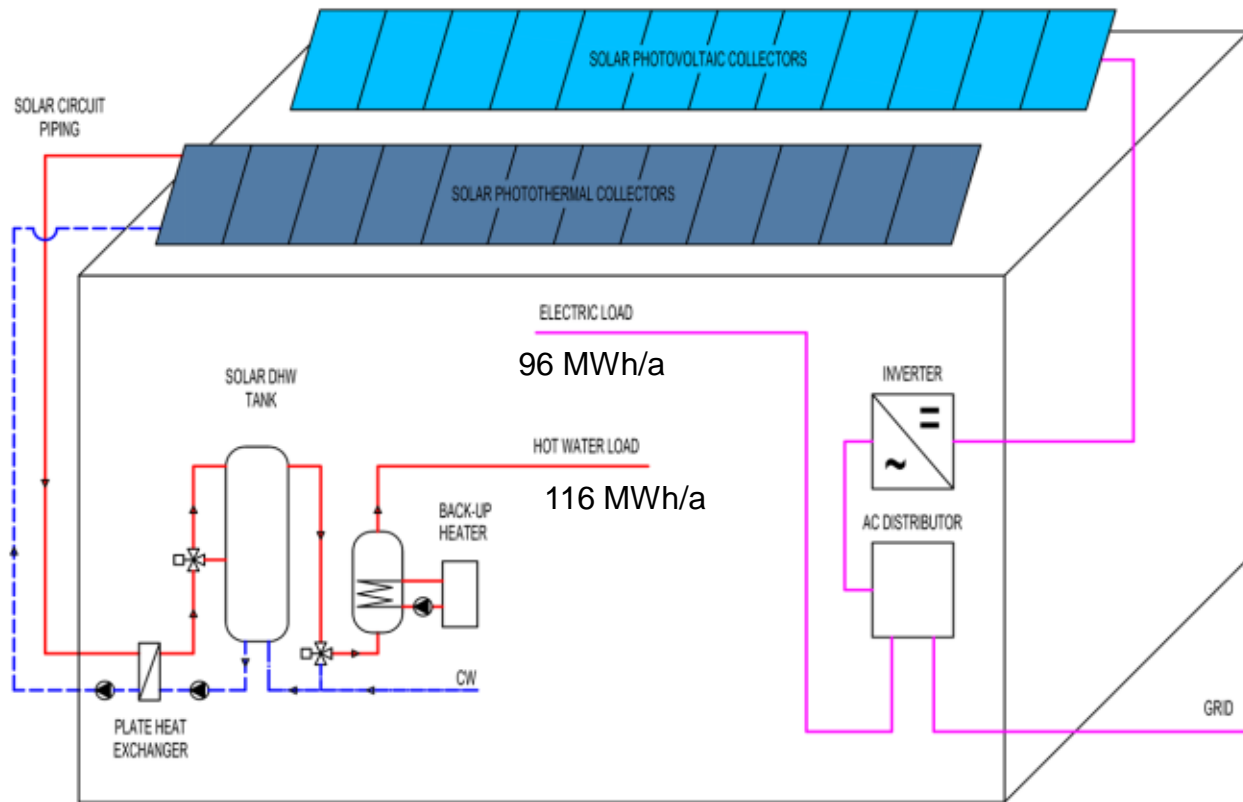 SOLAR PHOTOVOLTAIC COLLECTORS
SOLAR CIRCUIT
PIPING
SOLAR PHOTOTHERMAL COLLECTORS
ELECTRIC LOAD
96 MWh/a
SOLAR DHW
TANK
INVERTER
HOT WATER LOAD
116 MWh/a
BACK-UP
HEATER
AC DISTRIBUTOR
CW
PLATE HEAT
EXCHANGER
GRID